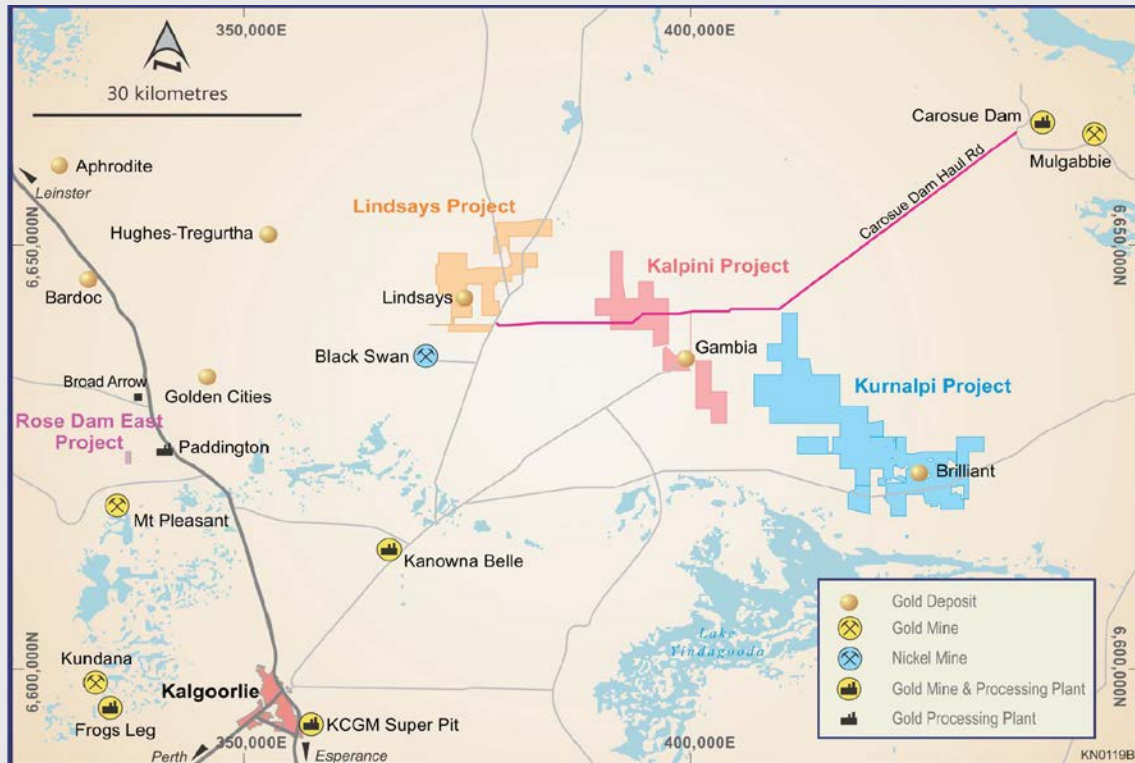 350,000E
400,000E
30 kilometres
Carosue Dam
Mulgabbie
Carosue Dam Haul Rd
Aphrodite
Leinster
Lindsays Project
Hughes-Tregurtha
6,650,000N
6,650,000N
Kalpini Project
Bardoc
Lindsays
Black Swan
Gambia
Kurnalpi Project
Broad Arrow
Golden Cities
Rose Dam East
Project
Paddington
Brilliant
Mt Pleasant
Kanowna Belle
Lake
Yindagooda
Gold Deposit
Gold Mine
Nickel Mine
Gold Mine & Processing Plant
Gold Processing Plant
Kundana
Kalgoorlie
6,600,000N
6,600,000N
Frogs Leg
KCGM Super Pit
350,000E
400,000E
Perth
Esperance
KN0119B